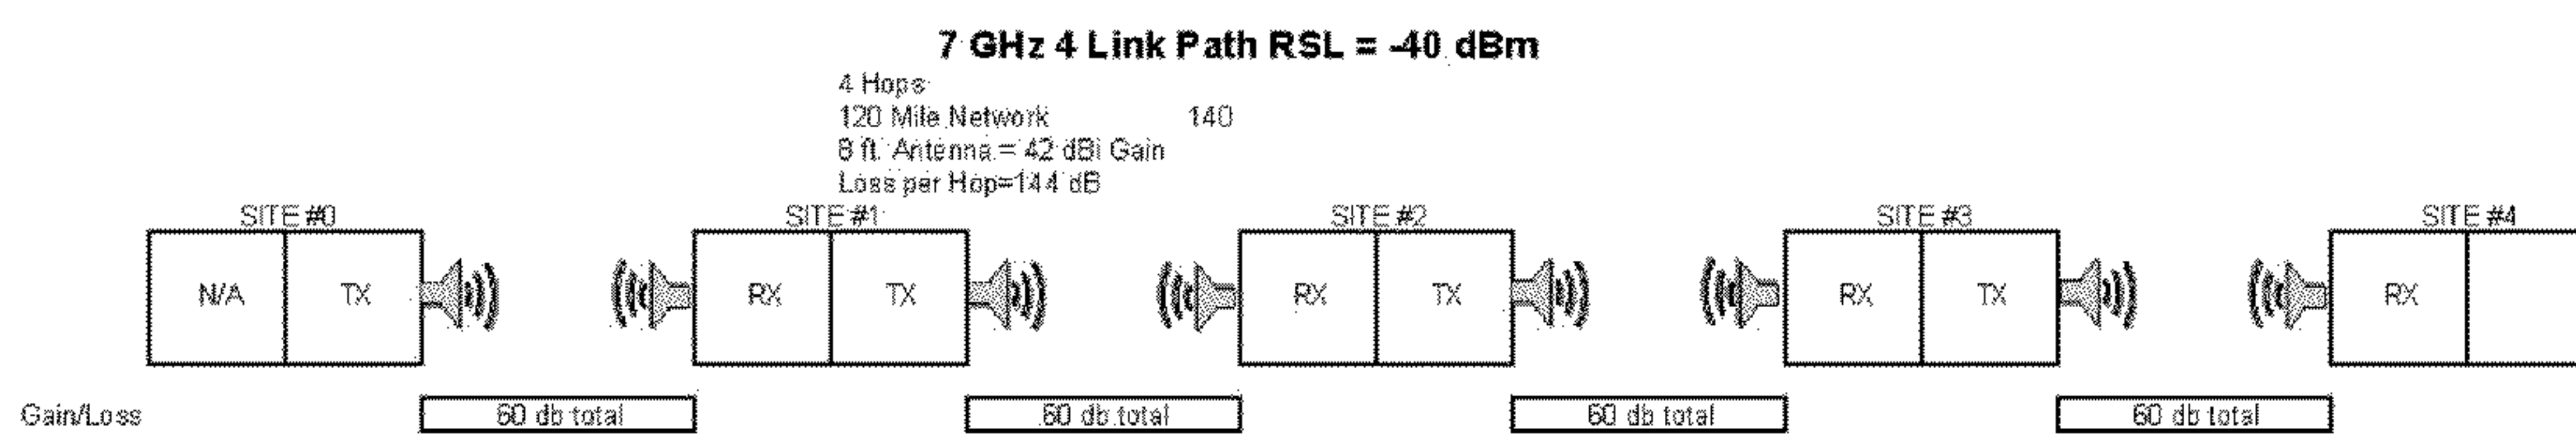 7 GHz 4 Link Path RSL = -40 dBm
4 Hops
120 Mile Network 140
8 ft. Antenna = 42 dBi Gain
Loss per Hop=144 dB
SITE #0 SITE #1 SITE #2 SITE #3 SITE #4
N/A TX RX TX RX TX RX TX RX
Gain/Loss 60 db total 60 db total 60 db total 60 db total